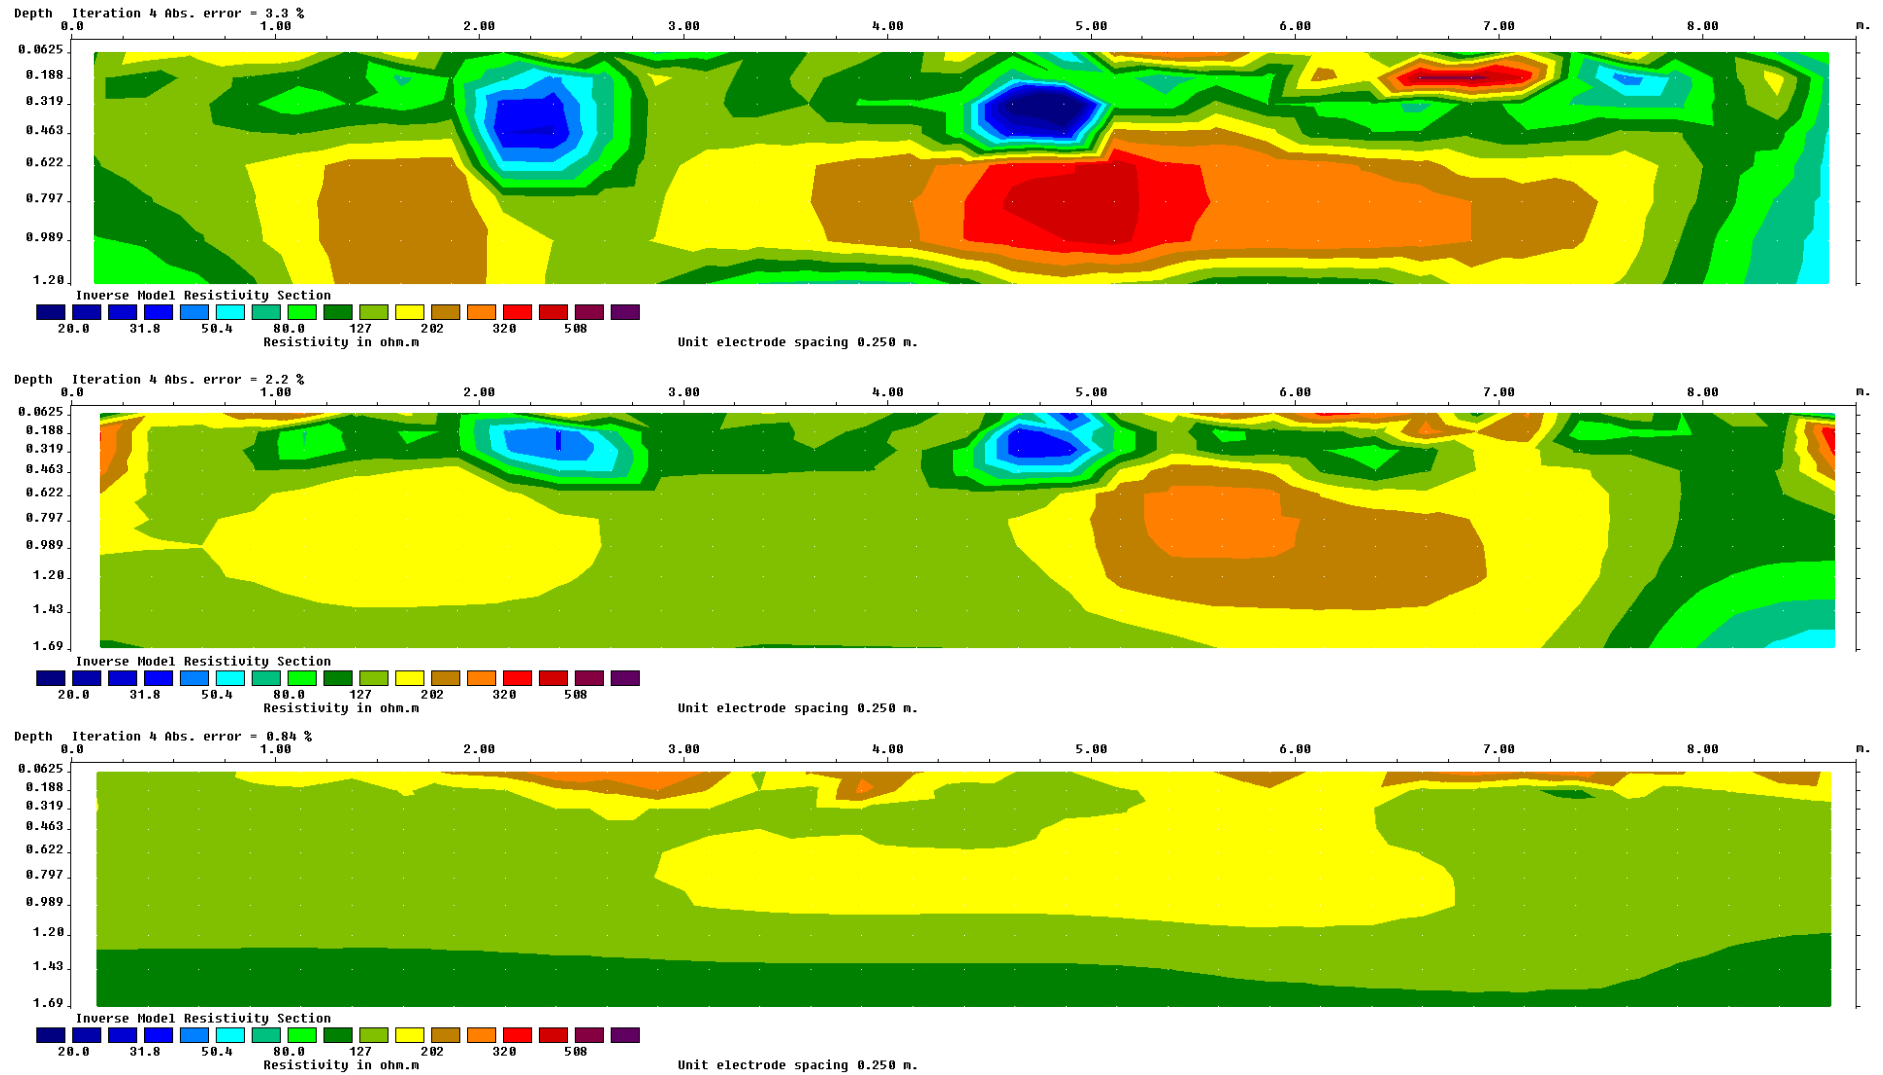 Depth Iteration 4 Abs. error = 3.3 %
0.0 1.00 2.00 3.00 4.00 5.00 6.00 7.00 8.00 m.
0.0625
0.188
0.319
0.463
0.622
0.797
0.989
1.20
Inverse Model Resistivity Section
20.0 31.8 50.4 80.0 127 202 320 508
Resistivity in ohm.m Unit electrode spacing 0.250 m.
Depth Iteration 4 Abs. error = 2.2 %
0.0 1.00 2.00 3.00 4.00 5.00 6.00 7.00 8.00 m.
0.0625
0.188
0.319
0.463
0.622
0.797
0.989
1.20
1.43
1.69
Inverse Model Resistivity Section
20.0 31.8 50.4 80.0 127 202 320 508
Resistivity in ohm.m Unit electrode spacing 0.250 m.
Depth Iteration 4 Abs. error = 0.84 %
0.0 1.00 2.00 3.00 4.00 5.00 6.00 7.00 8.00 m.
0.0625
0.188
0.319
0.463
0.622
0.797
0.989
1.20
1.43
1.69
Inverse Model Resistivity Section
20.0 31.8 50.4 80.0 127 202 320 508
Resistivity in ohm.m Unit electrode spacing 0.250 m.